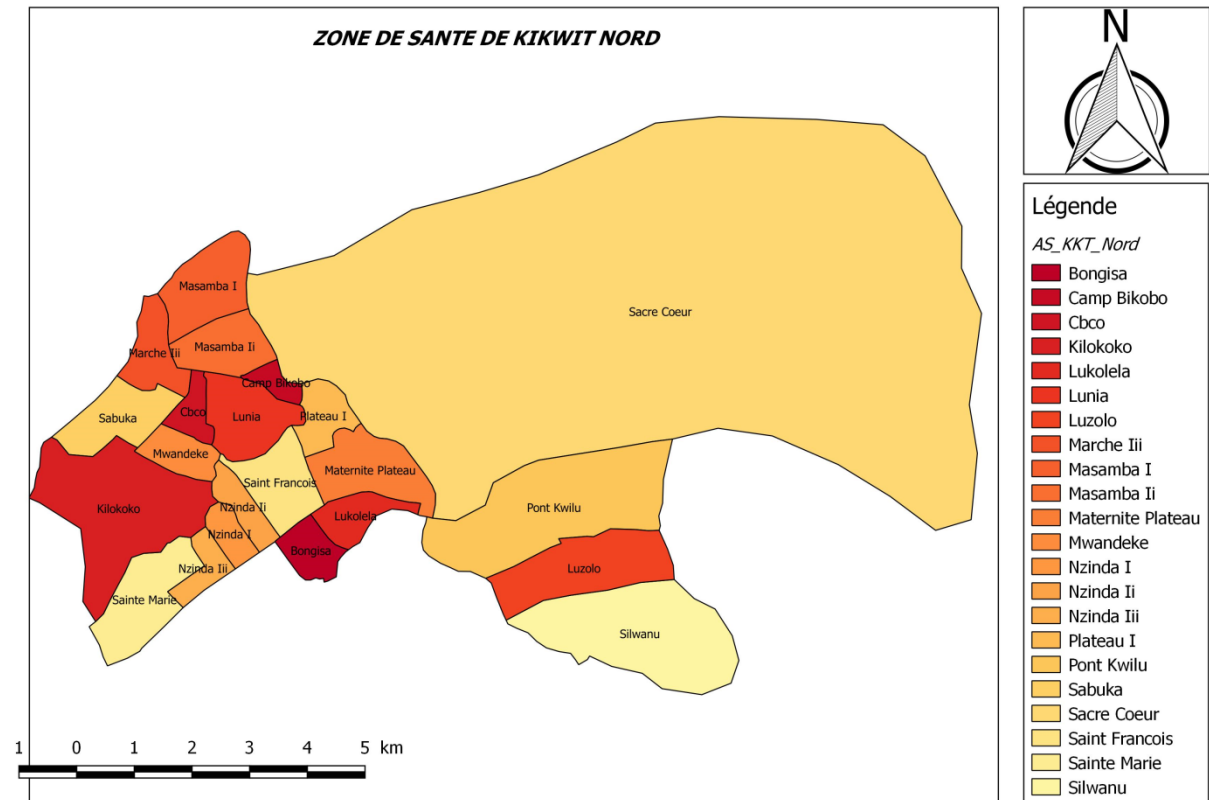 ZONE DE SANTE DE KIKWIT NORD
N
Masamba I
Sacre Coeur
Masamba Ii
Marche Iii
Camp Bikobo
Cbco
Lunia
Plateau I
Sabuka
Mwandeke
Maternite Plateau
Saint Francois
Kilokoko
Nzinda Ii
Pont Kwilu
Lukolela
Nzinda I
Bongisa
Nzinda Iii
Luzolo
Sainte Marie
Silwanu
1 0 1 2 3 4 5 km
Légende
AS_KKT_Nord
Bongisa
Camp Bikobo
Cbco
Kilokoko
Lukolela
Lunia
Luzolo
Marche Iii
Masamba I
Masamba Ii
Maternite Plateau
Mwandeke
Nzinda I
Nzinda Ii
Nzinda Iii
Plateau I
Pont Kwilu
Sabuka
Sacre Coeur
Saint Francois
Sainte Marie
Silwanu